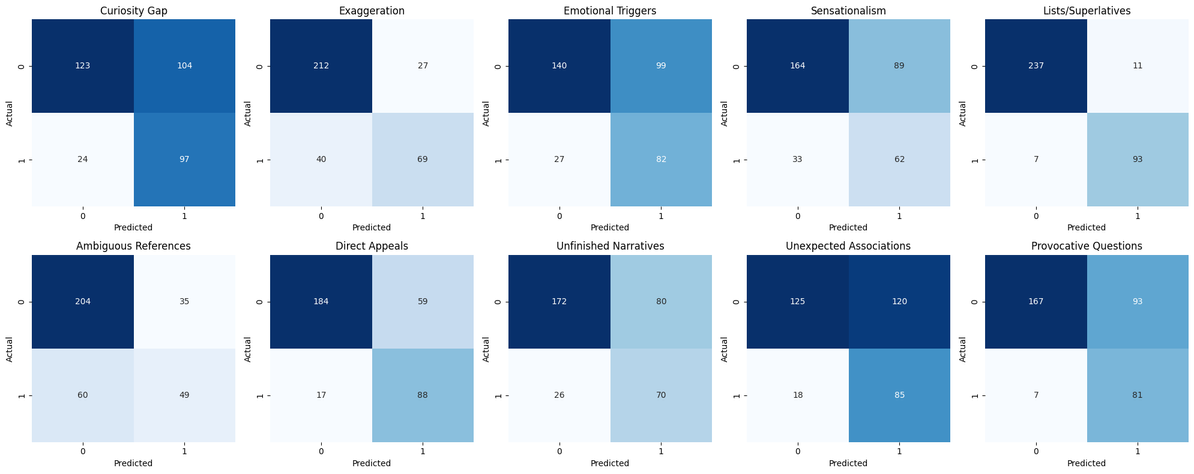 Curiosity Gap
Exaggeration
Emotional Triggers
Sensationalism
Lists/Superlatives
0 123 104
1 24 97
Actual
0 1
Predicted
0 212 27
1 40 69
Actual
0 1
Predicted
0 140 99
1 27 82
Actual
0 1
Predicted
0 164 89
1 33 62
Actual
0 1
Predicted
0 237 11
1 7 93
Actual
0 1
Predicted
Ambiguous References
Direct Appeals
Unfinished Narratives
Unexpected Associations
Provocative Questions
0 204 35
1 60 49
Actual
0 1
Predicted
0 184 59
1 17 88
Actual
0 1
Predicted
0 172 80
1 26 70
Actual
0 1
Predicted
0 125 120
1 18 85
Actual
0 1
Predicted
0 167 93
1 7 81
Actual
0 1
Predicted